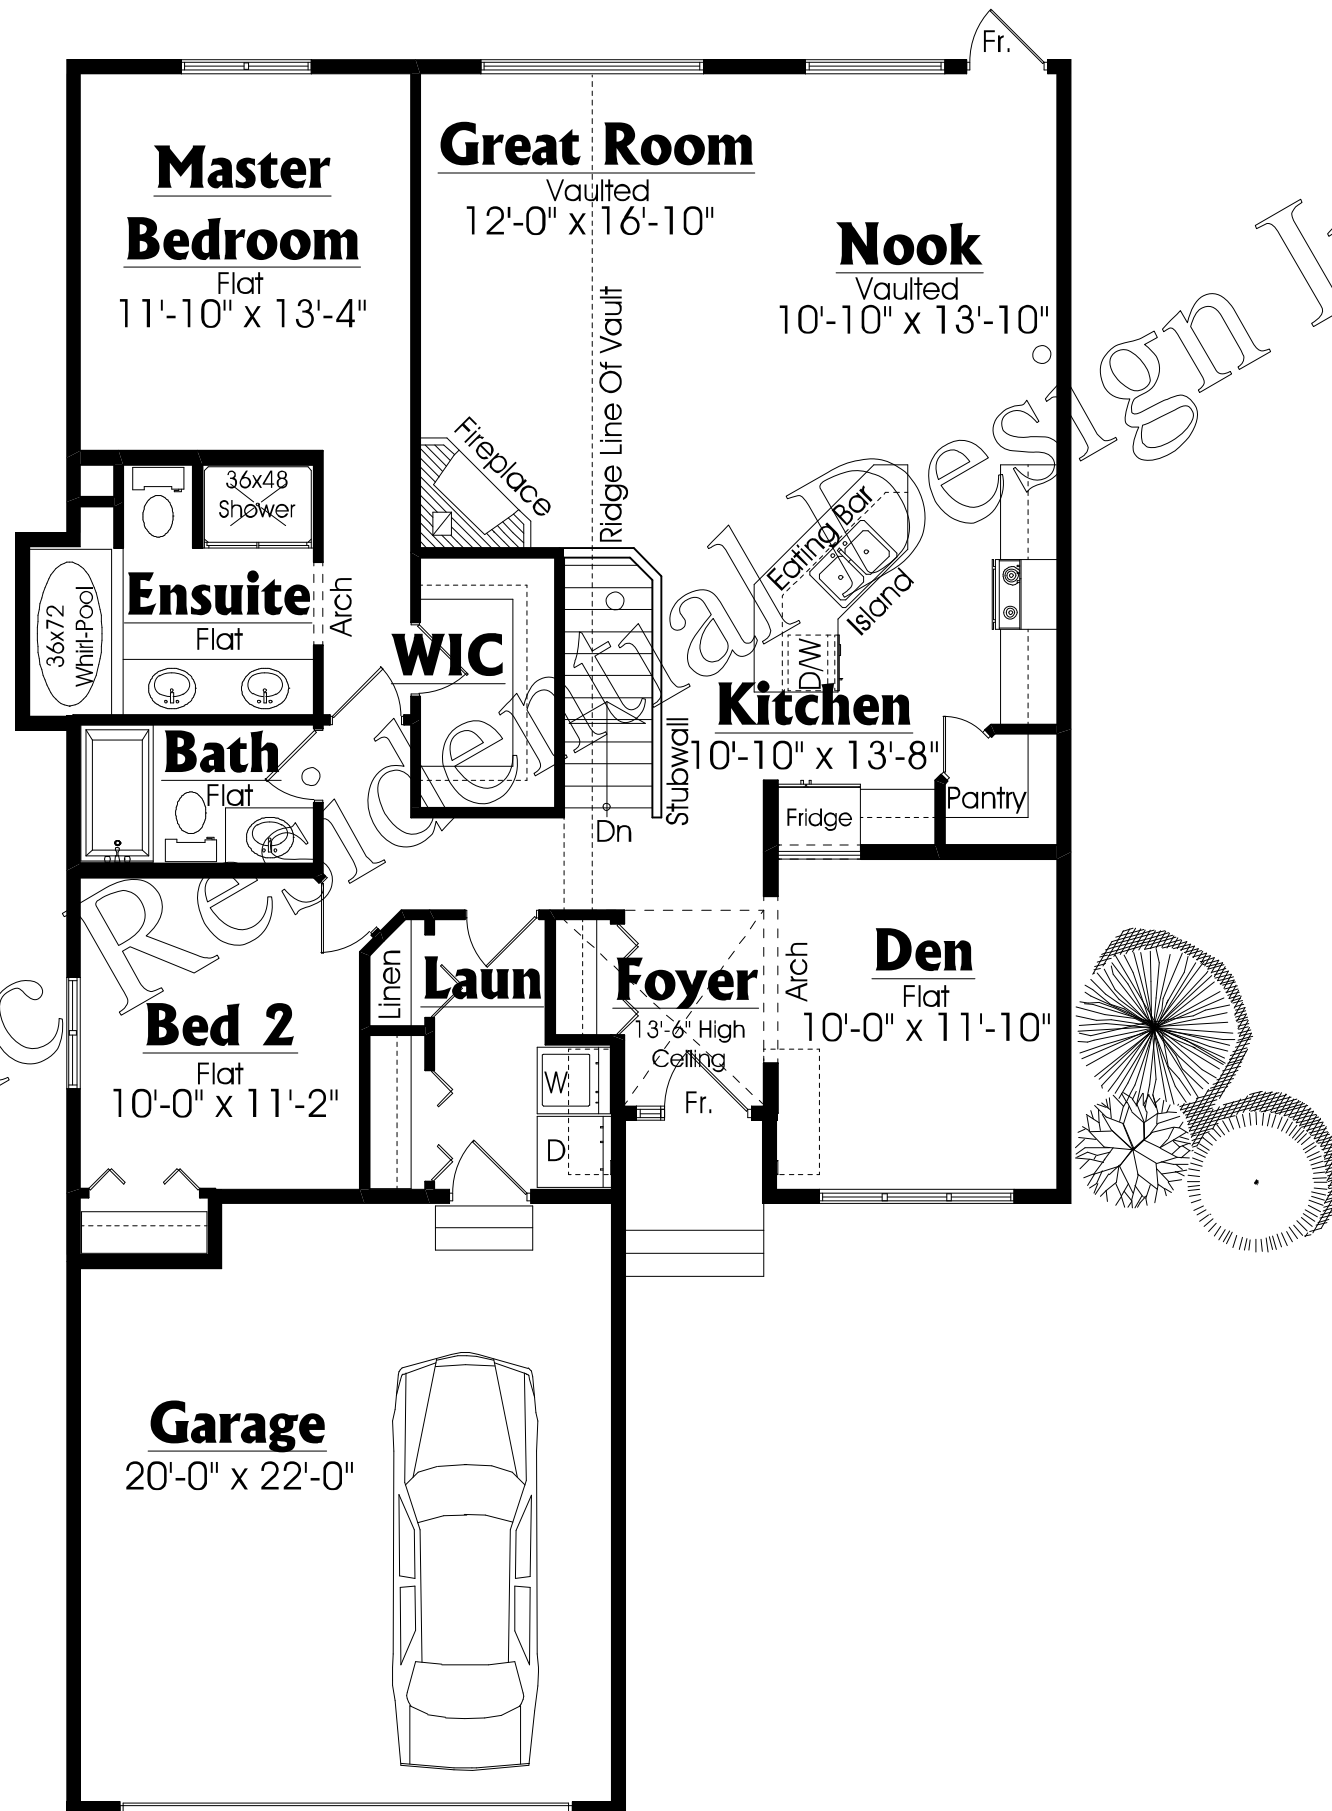 Fr.
Master
Bedroom
Flat
11'-10" x 13'-4"
Great Room
Vaulted
12'-0" x 16'-10"
Nook
Vaulted
10'-10" x 13'-10"
Ridge Line Of Vault
Fireplace
36x48
Shower
Ensuite
Flat
Arch
36x72
Whirl-Pool
WIC
Eating Bar
Island
D/W
Kitchen
10'-10" x 13'-8"
Stubwall
Dn
Bath
Flat
Fridge
Pantry
Bed 2
Flat
10'-0" x 11'-2"
Linen
Laun
W
D
Foyer
13'-6" High
Ceiling
Fr.
Arch
Den
Flat
10'-0" x 11'-10"
Garage
20'-0" x 22'-0"
c Residential Design I